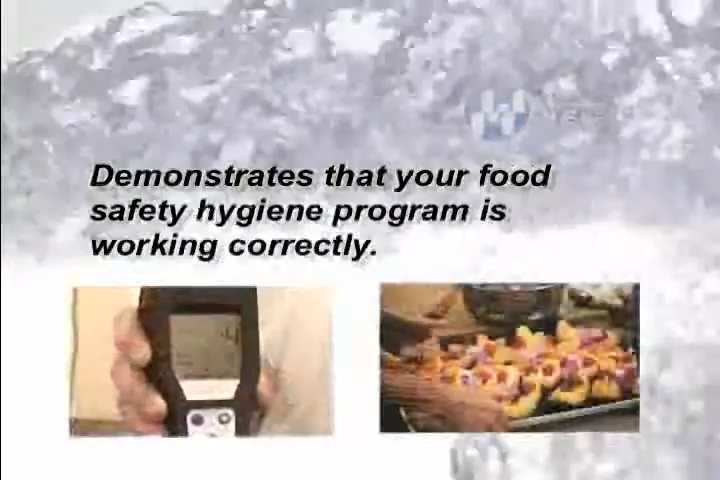 Demonstrates that your food
safety hygiene program is
working correctly.